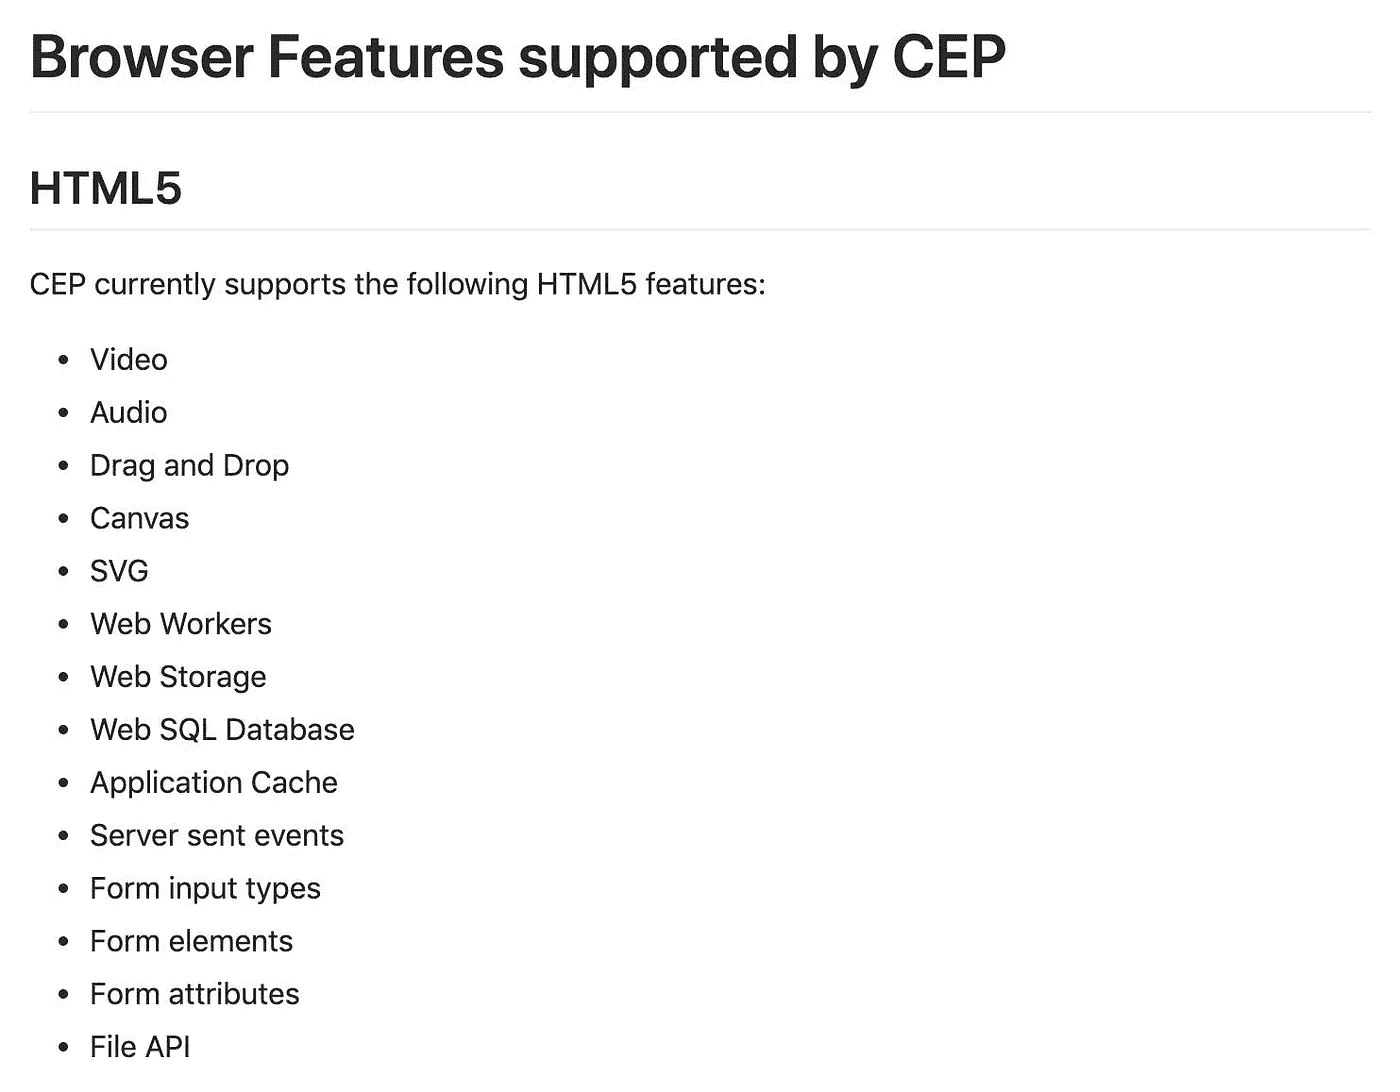 Browser Features supported by CEP
HTML5
CEP currently supports the following HTML5 features:
• Video
• Audio
• Drag and Drop
• Canvas
• SVG
• Web Workers
• Web Storage
• Web SQL Database
• Application Cache
• Server sent events
• Form input types
• Form elements
• Form attributes
• File API